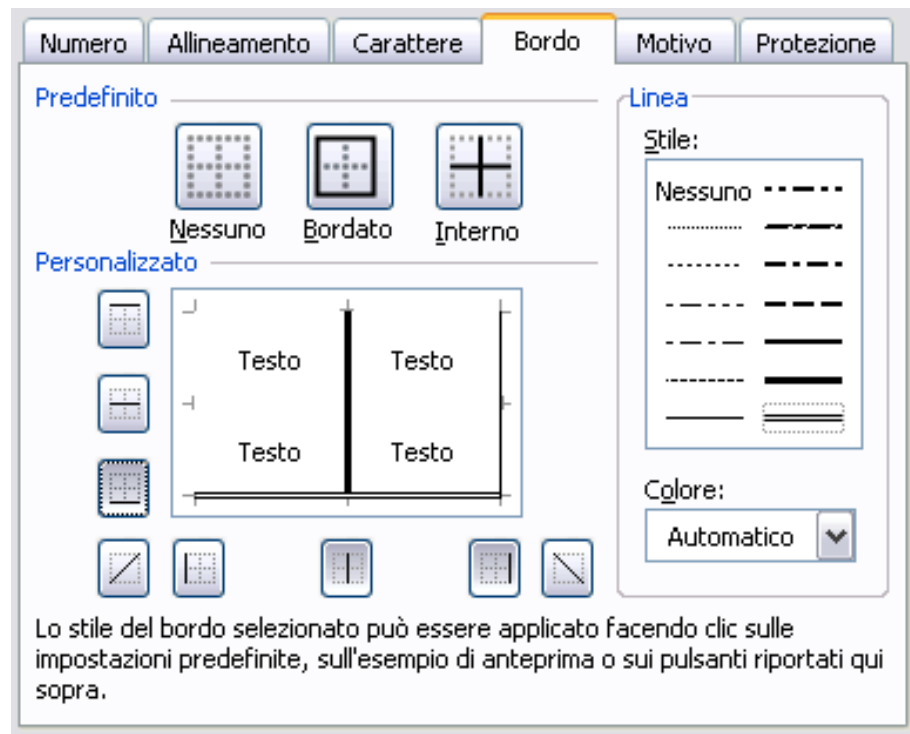 Numero Allineamento Carattere Bordo Motivo Protezione
Predefinito
Nessuno Bordato Interno
Personalizzato
Testo Testo
Testo Testo
Linea
Stile:
Nessuno
Colore:
Automatico
Lo stile del bordo selezionato può essere applicato facendo clic sulle
impostazioni predefinite, sull'esempio di anteprima o sui pulsanti riportati qui
sopra.